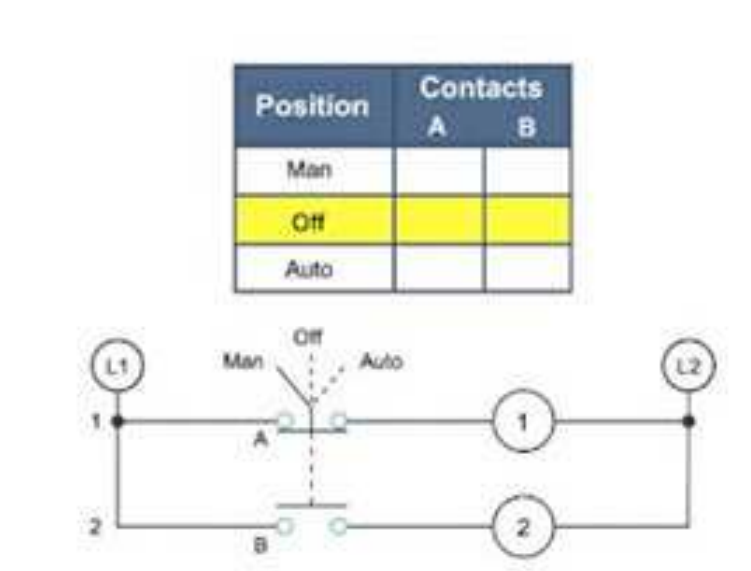 Position Contacts
A B
Man
Off
Auto
Off
Man Auto
L1 L2
1 1
A
2 2
B